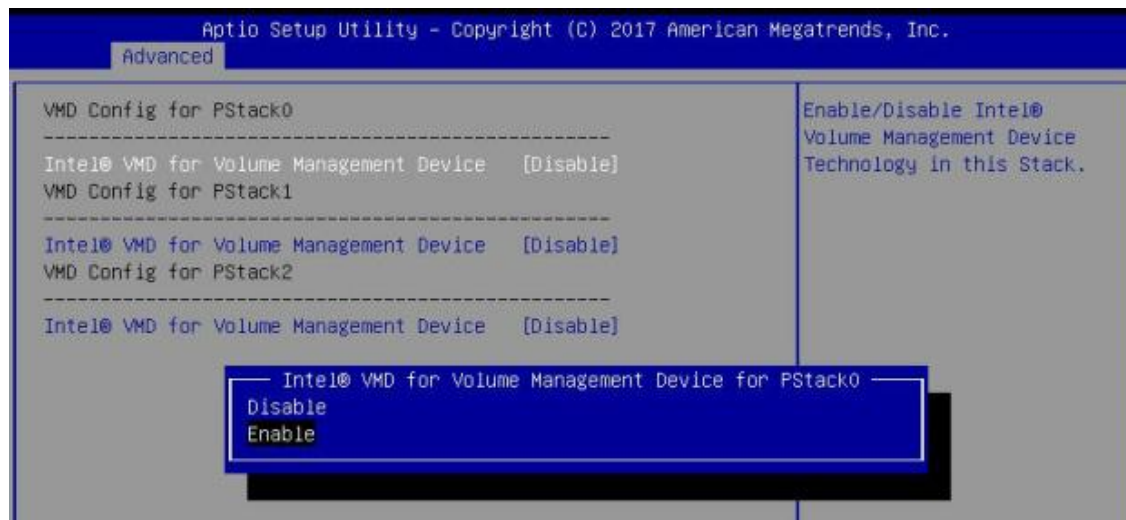 Aptio Setup Utility – Copyright (C) 2017 American Megatrends, Inc.
Advanced
VMD Config for PStack0
------------------------------------------------------
Intel® VMD for Volume Management Device [Disable]
VMD Config for PStack1
------------------------------------------------------
Intel® VMD for Volume Management Device [Disable]
VMD Config for PStack2
------------------------------------------------------
Intel® VMD for Volume Management Device [Disable]
Enable/Disable Intel®
Volume Management Device
Technology in this Stack.
Intel® VMD for Volume Management Device for PStack0
Disable
Enable